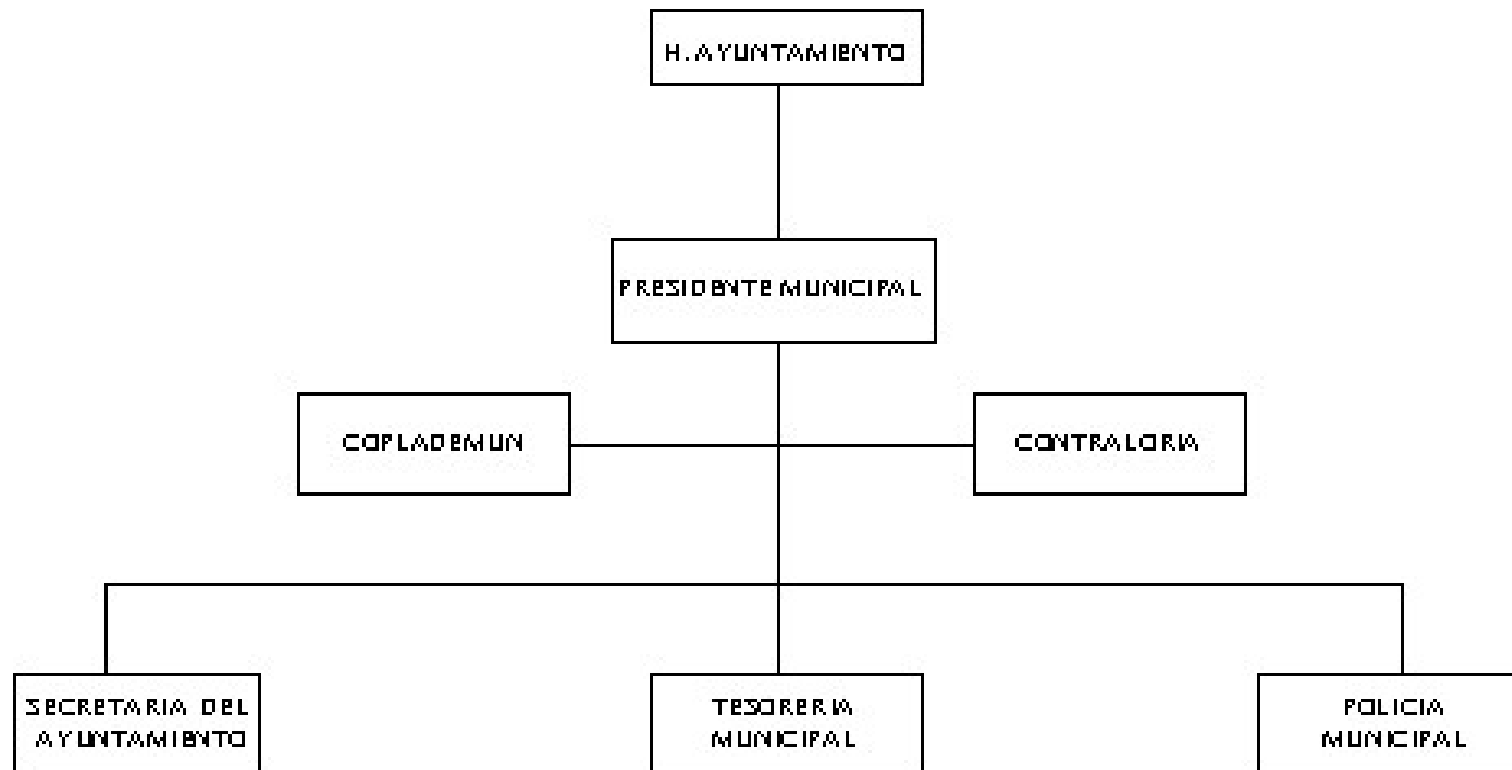 H. AYUNTAMIENTO
PRESIDENTE MUNICIPAL
COPLADEMUN
CONTRALORIA
SECRETARIA DEL
AYUNTAMIENTO
TESORERIA
MUNICIPAL
POLICIA
MUNICIPAL